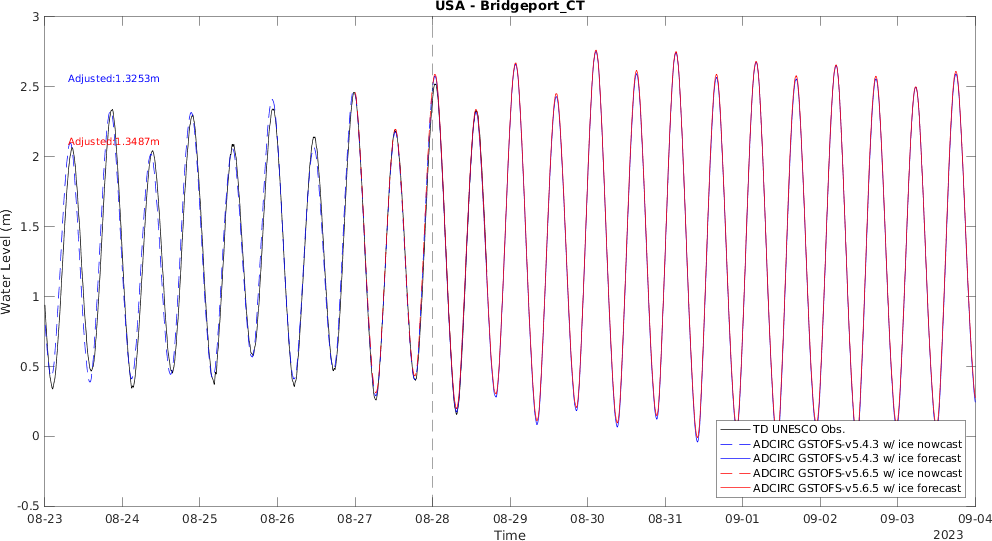 USA - Bridgeport_CT
3
2.5
2
1.5
1
0.5
0
-0.5
Water Level (m)
Adjusted:1.3253m
Adjusted:1.3487m
TD UNESCO Obs.
ADCIRC GSTOFS-v5.4.3 w/ ice nowcast
ADCIRC GSTOFS-v5.4.3 w/ ice forecast
ADCIRC GSTOFS-v5.6.5 w/ ice nowcast
ADCIRC GSTOFS-v5.6.5 w/ ice forecast
08-23 08-24 08-25 08-26 08-27 08-28 08-29 08-30 08-31 09-01 09-02 09-03 09-04
Time
2023